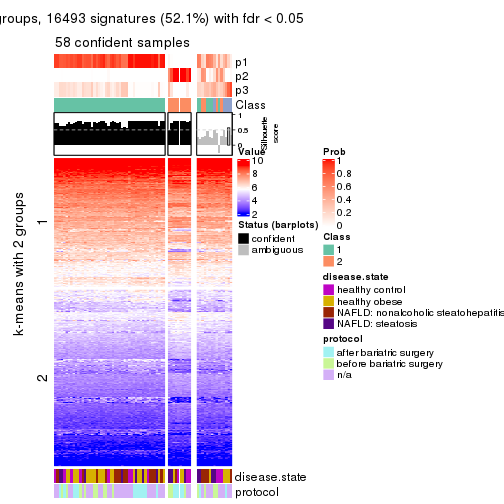 groups, 16493 signatures (52.1%) with fdr < 0.05
58 confident samples
p1
p2
p3
Class
1
0.5
0
Silhouette
score
k-means with 2 groups
1
2
Value
10
8
6
4
2
Status (barplots)
confident
ambiguous
Prob
1
0.8
0.6
0.4
0.2
0
Class
1
2
disease.state
healthy control
healthy obese
NAFLD: nonalcoholic steatohepatitis
NAFLD: steatosis
protocol
after bariatric surgery
before bariatric surgery
n/a
disease.state
protocol